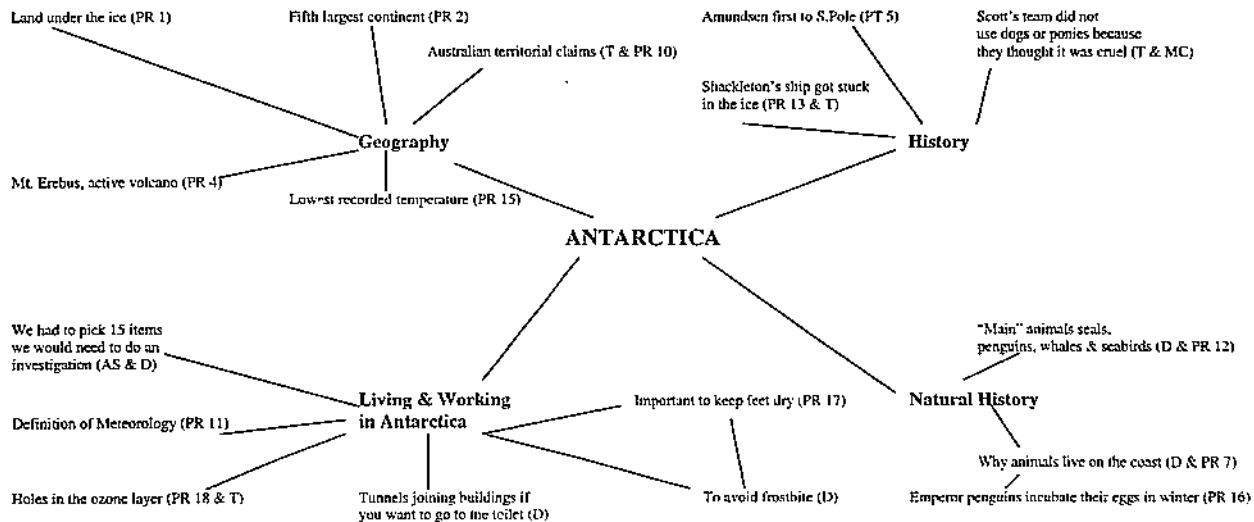 Land under the ice (PR 1)
Fifth largest continent (PR 2)
Australian territorial claims (T & PR 10)
Geography
Mt. Erebus, active volcano (PR 4)
Lowest recorded temperature (PR 15)
Amundsen first to S.Pole (PT 5)
Scott's team did not
use dogs or ponies because
they thought it was cruel (T & MC)
Shackleton's ship got stuck
in the ice (PR 13 & T)
History
ANTARCTICA
We had to pick 15 items
we would need to do an
investigation (AS & D)
Living & Working
in Antarctica
Definition of Meteorology (PR 11)
Holes in the ozone layer (PR 18 & T)
Tunnels joining buildings if
you want to go to the toilet (D)
Important to keep feet dry (PR 17)
To avoid frostbite (D)
"Main" animals seals,
penguins, whales & seabirds (D & PR 12)
Natural History
Why animals live on the coast (D & PR 7)
Emperor penguins incubate their eggs in winter (PR 16)